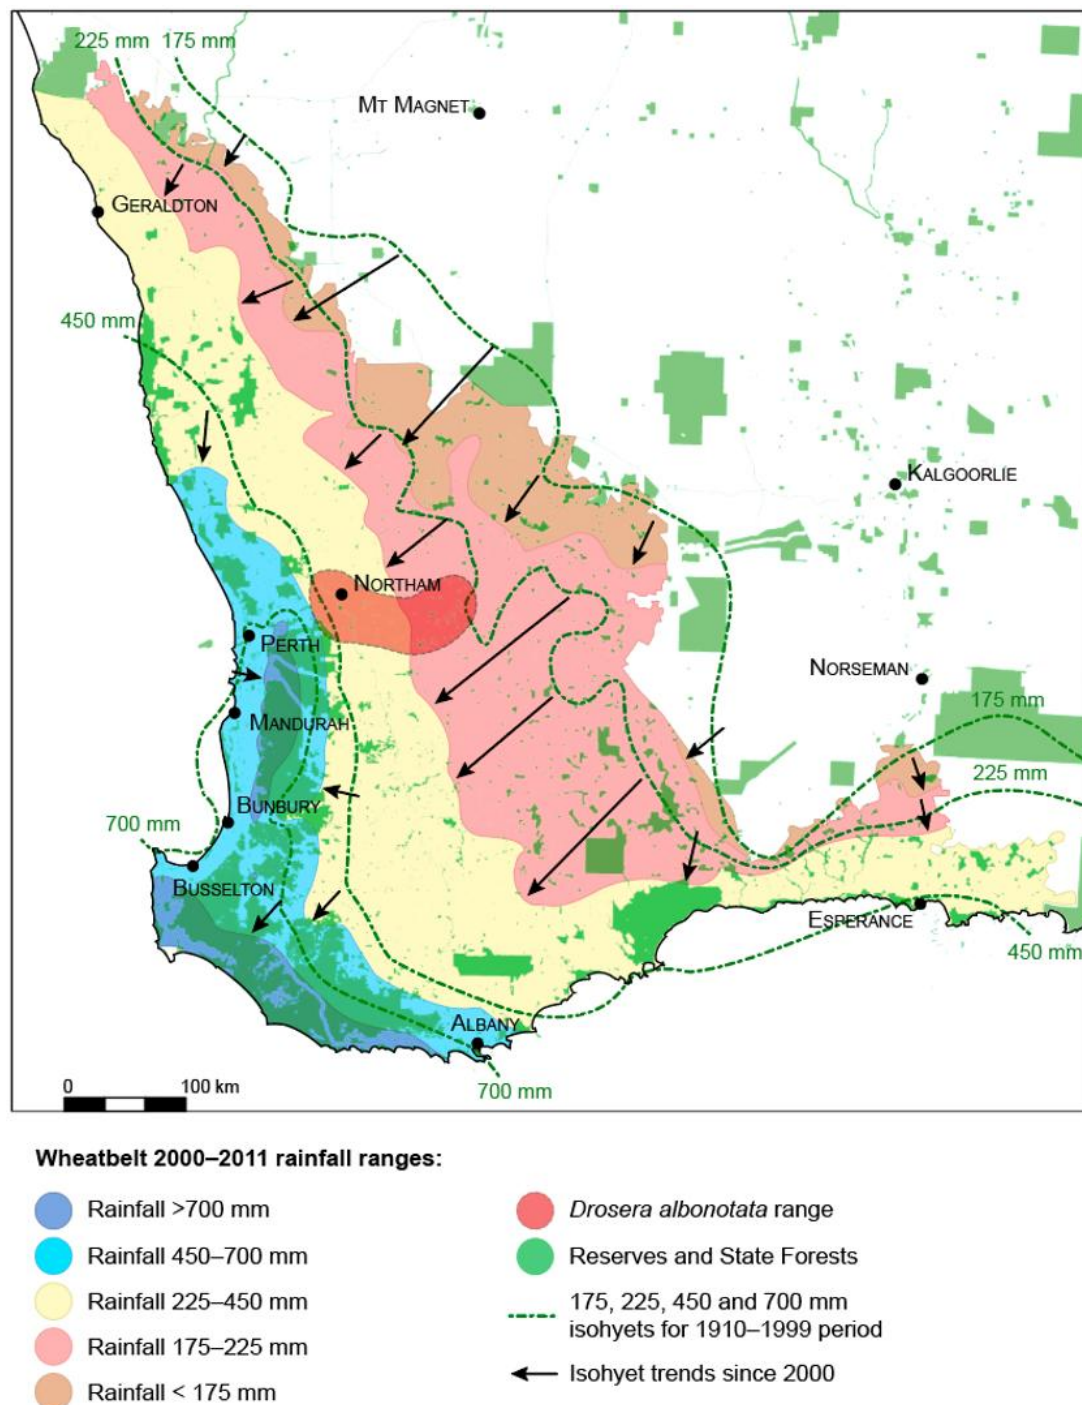 225 mm
175 mm
MT MAGNET
GERALDTON
450 mm
KALGOORLIE
NORTHAM
PERTH
NORSEMAN
MANDURAH
175 mm
225 mm
BUNBURY
700 mm
BUSSELTON
ESPERANCE
450 mm
ALBANY
700 mm
0
100 km
Wheatbelt 2000–2011 rainfall ranges:
Rainfall >700 mm
Rainfall 450–700 mm
Rainfall 225–450 mm
Rainfall 175–225 mm
Rainfall < 175 mm
Drosera albonotata range
Reserves and State Forests
175, 225, 450 and 700 mm
isohyets for 1910–1999 period
Isohyet trends since 2000